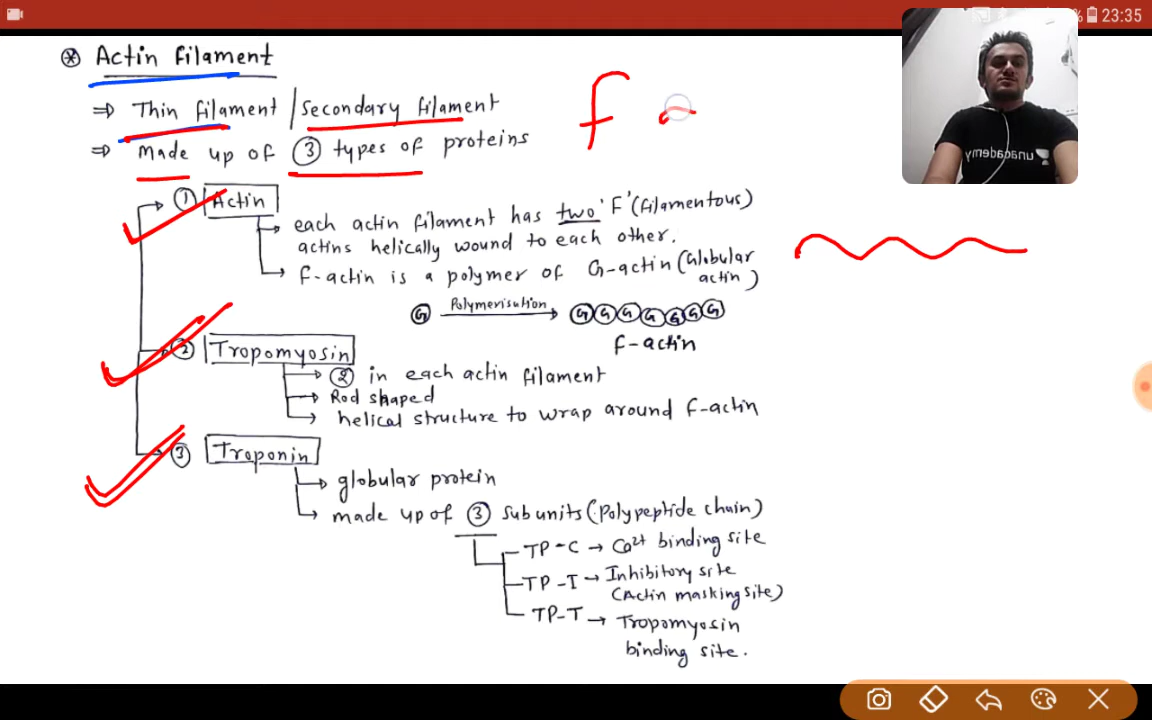 23:35
⊛ Actin filament
⇒ Thin filament / Secondary filament
⇒ Made up of ③ types of proteins
f a
① Actin
each actin filament has two 'F' (filamentous)
actins helically wound to each other.
f-actin is a polymer of G-actin (Globular
actin)
G Polymerisution → G G G G G G G
f-actin
② Tropomyosin
② in each actin filament
Rod shaped
helical structure to wrap around F-actin
③ Troponin
globular protein
made up of ③ Subunits (Polypeptide chain)
TP-C → Ca2+ binding site
TP-I → Inhibitory site
(Actin masking site)
TP-T → Tropomyosin
binding site.
unacademy